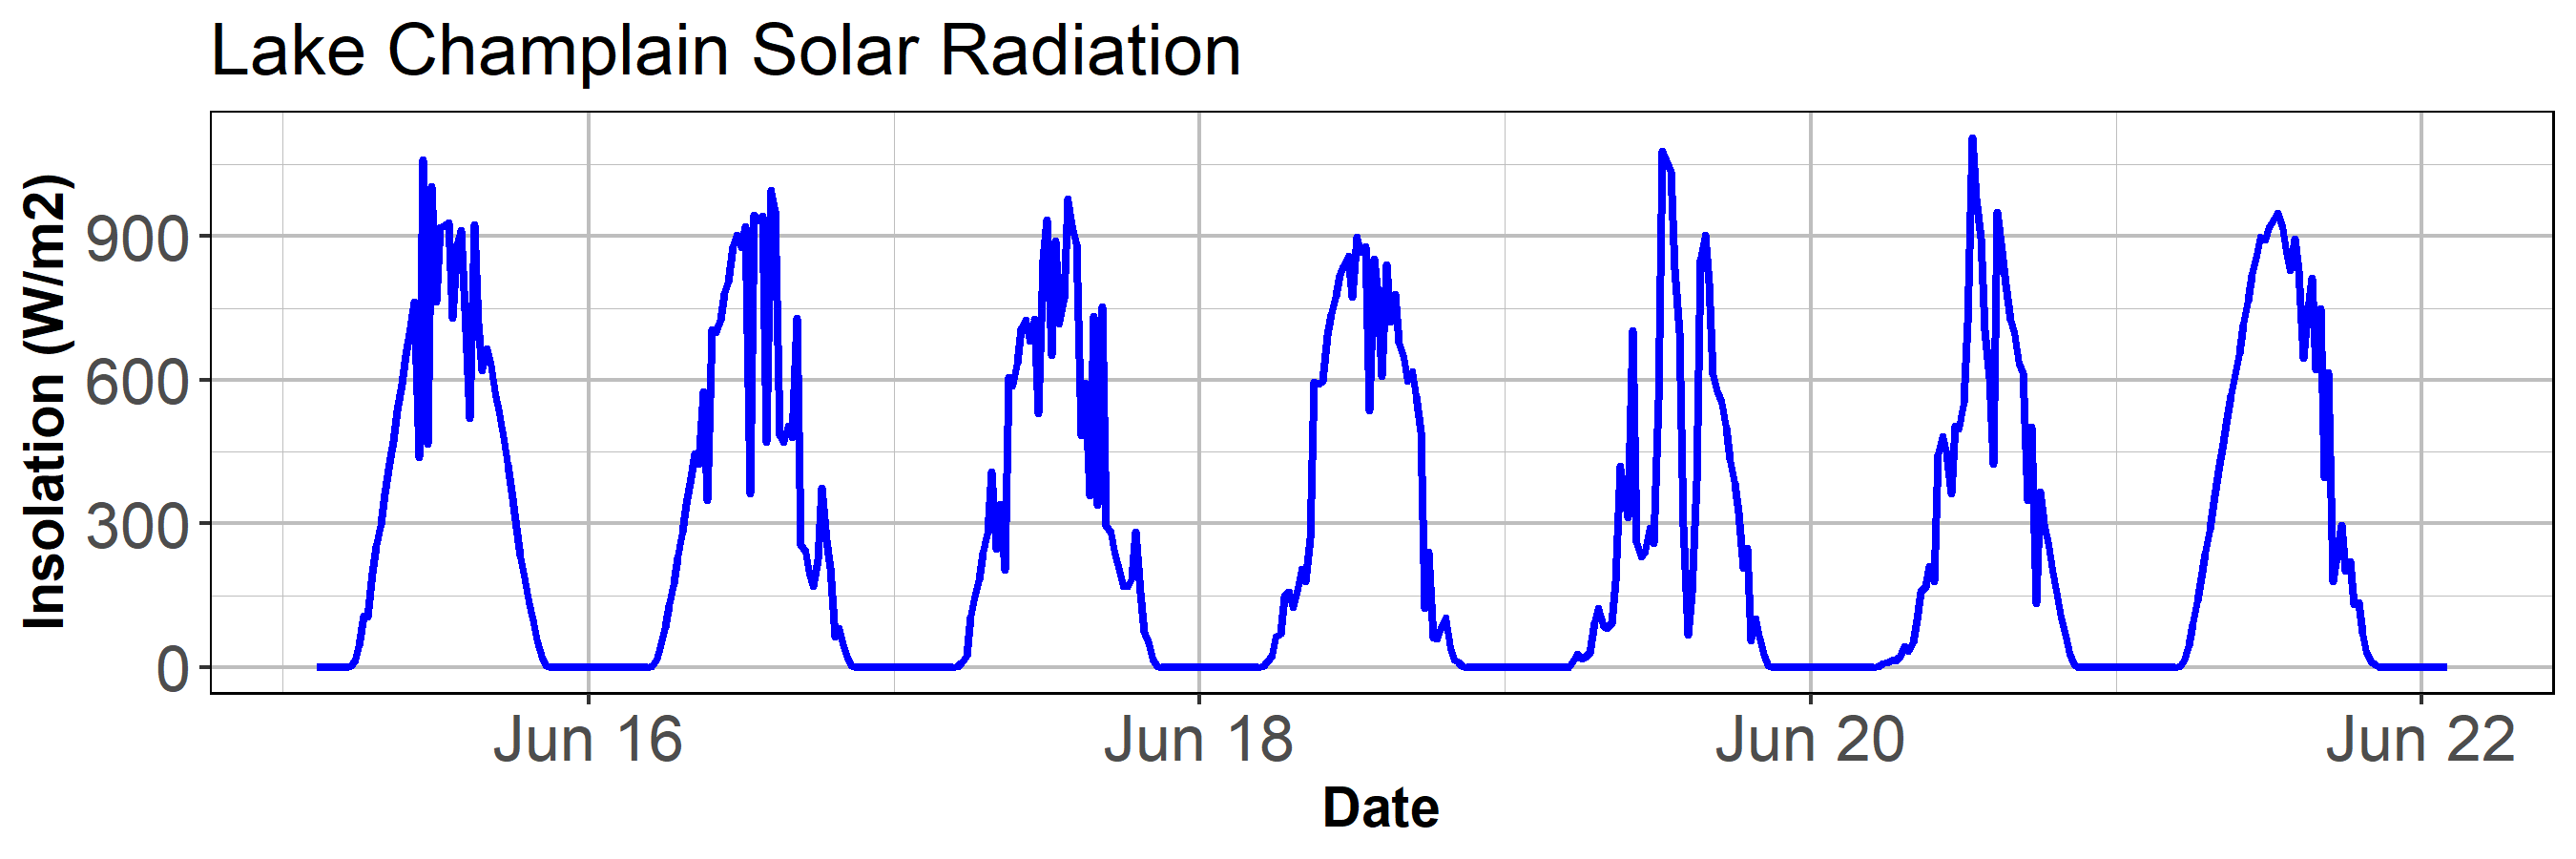 Lake Champlain Solar Radiation
Insolation (W/m2)
900
600
300
0
Jun 16 Jun 18 Jun 20 Jun 22
Date